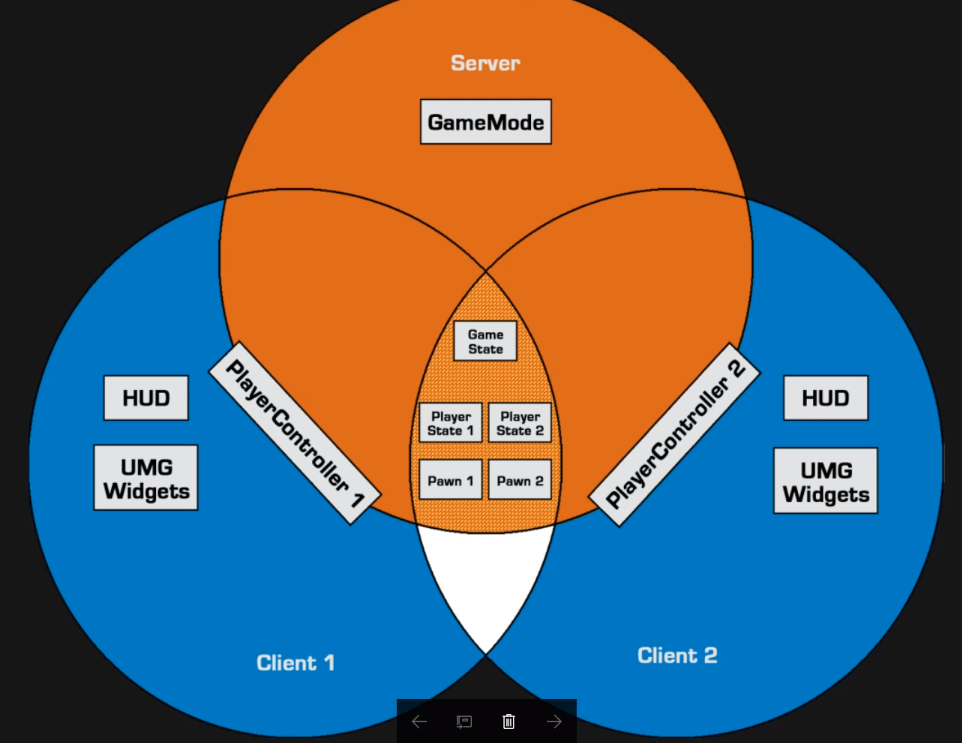 Server
GameMode
Game
State
Player
State 1
Player
State 2
Pawn 1
Pawn 2
PlayerController 1
PlayerController 2
HUD
UMG
Widgets
HUD
UMG
Widgets
Client 1
Client 2